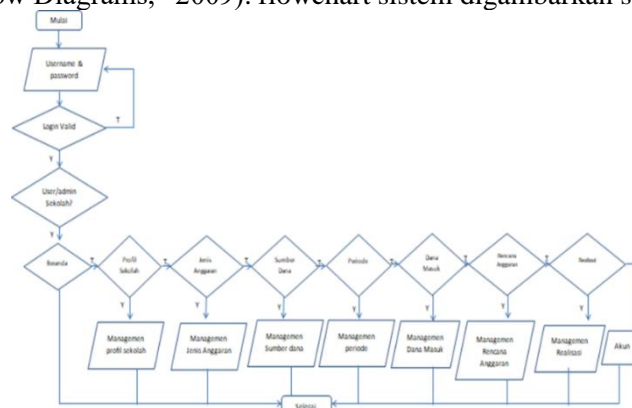 ow Diagrams," 2009). flowchart sistem digambarkan s
Mulai
Username &
password
Login Valid
T
Y
User/admin
Sekolah?
Y
Beranda
T
Profil
Sekolah
T
Jenis
Anggaran
T
Sumber
Dana
T
Periode
T
Dana
Masuk
T
Rencana
Anggaran
T
Realisasi
Y
Y
Y
Y
Y
Y
Y
Managemen
profil sekolah
Managemen
Jenis Anggaran
Managemen
Sumber dana
Managemen
periode
Managemen
Dana Masuk
Managemen
Rencana
Anggaran
Managemen
Realisasi
Akun
Selesai